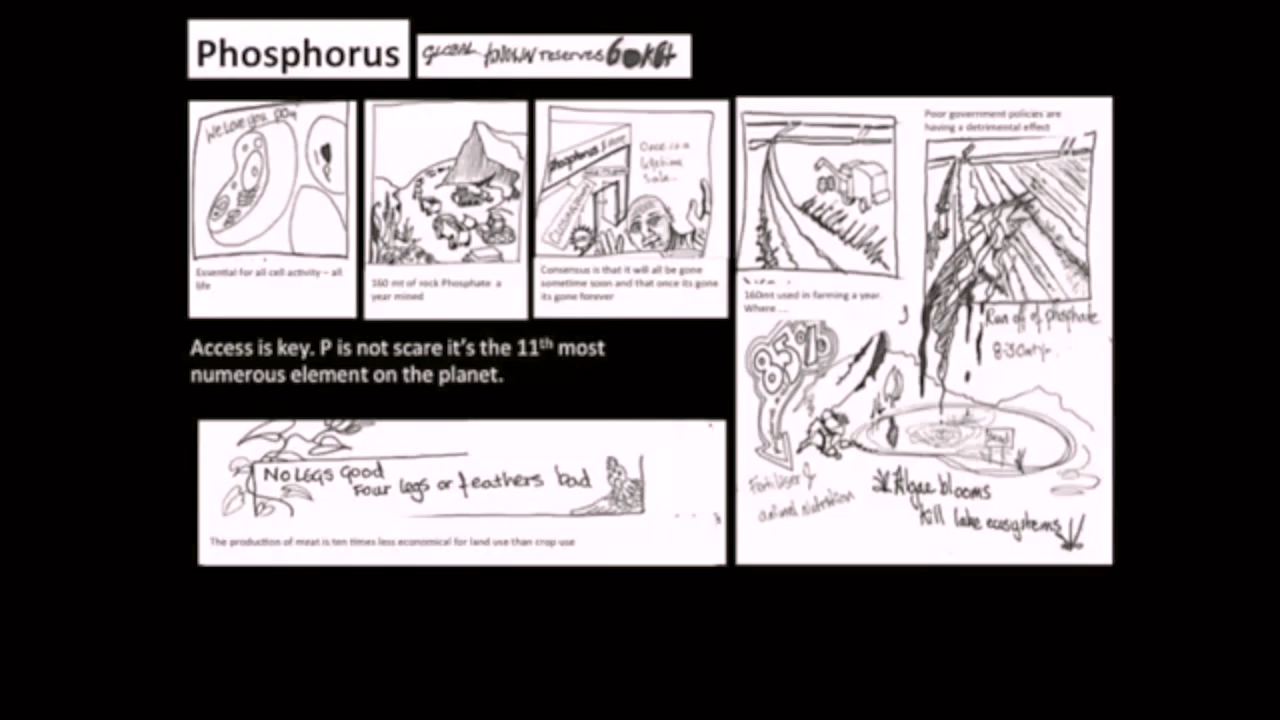 Phosphorus
GLOBAL known reserves
We love you
Essential for all cell activity – all
life
160 mt of rock Phosphate a
year mined
Phosphorus
Once in a
lifetime
Sale..
Consensus is that it will all be gone
sometime soon and that once its gone
its gone forever
Access is key. P is not scare it's the 11th most
numerous element on the planet.
No LEGS Good
Four legs or feathers bad
The production of meat is ten times less economical for land use than crop use
160mt used in farming a year.
Where ...
85%
Fertiliser &
animal nutrition
Poor government policies are
having a detrimental effect
Run off of phosphate
Algae blooms
kill lake ecosystems